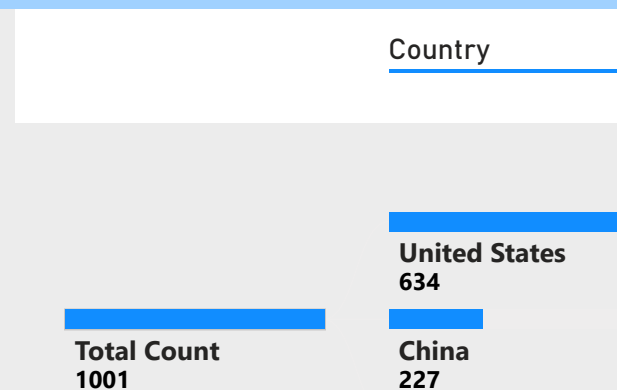 Country
United States
634
Total Count
1001
China
227